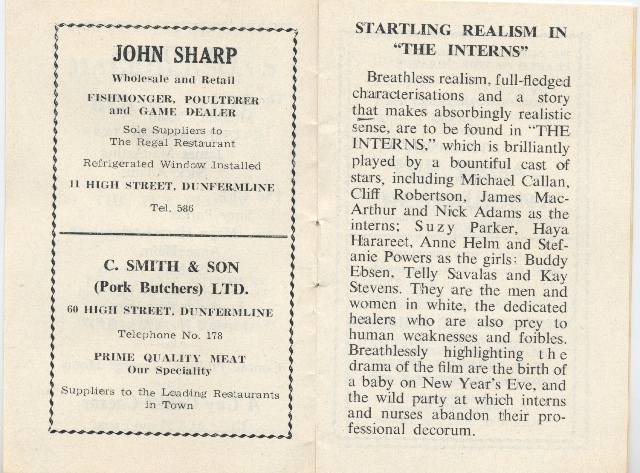 JOHN SHARP
Wholesale and Retail
FISHMONGER, POULTERER
and GAME DEALER
Sole Suppliers to
The Regal Restaurant
Refrigerated Window Installed
11 HIGH STREET, DUNFERMLINE
Tel. 586
C. SMITH & SON
(Pork Butchers) LTD.
60 HIGH STREET, DUNFERMLINE
Telephone No. 178
PRIME QUALITY MEAT
Our Speciality
Suppliers to the Leading Restaurants
in Town
STARTLING REALISM IN
“THE INTERNS”
Breathless realism, full-fledged
characterisations and a story
that makes absorbingly realistic
sense, are to be found in “THE
INTERNS,” which is brilliantly
played by a bountiful cast of
stars, including Michael Callan,
Cliff Robertson, James Mac-
Arthur and Nick Adams as the
interns; Suzy Parker, Haya
Harareet, Anne Helm and Stef-
anie Powers as the girls; Buddy
Ebsen, Telly Savalas and Kay
Stevens. They are the men and
women in white, the dedicated
healers who are also prey to
human weaknesses and foibles.
Breathlessly highlighting the
drama of the film are the birth of
a baby on New Year's Eve, and
the wild party at which interns
and nurses abandon their pro-
fessional decorum.